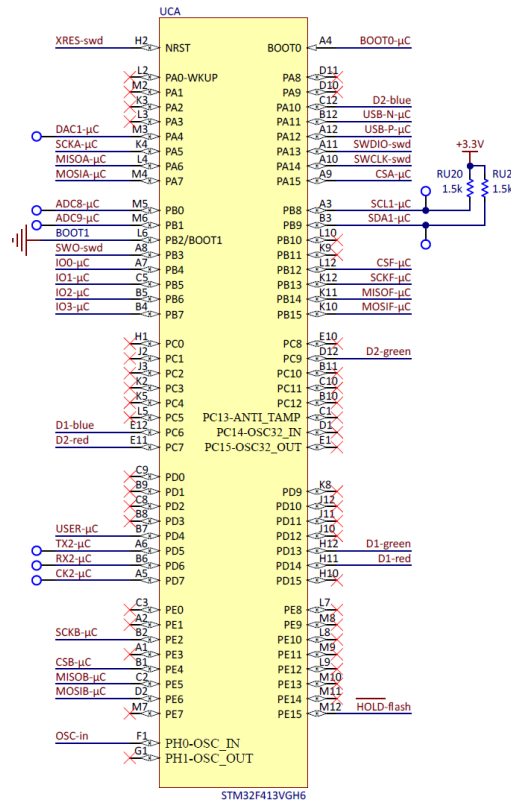 UCA
XRES-swd H2 NRST BOOT0 A4 BOOT0-µC
L2 PA0-WKUP PA8 D11
M2 PA1 PA9 D10
K3 PA2 PA10 C12 D2-blue
L3 PA3 PA11 B12 USB-N-µC
DAC1-µC M3 PA4 PA12 A12 USB-P-µC
SCKA-µC K4 PA5 PA13 A11 SWDIO-swd
MISOA-µC L4 PA6 PA14 A10 SWCLK-swd
MOSIA-µC M4 PA7 PA15 A9 CSA-µC
+3.3V
RU20 RU2
1.5k 1.5k
ADC8-µC M5 PB0 PB8 A3 SCL1-µC
ADC9-µC M6 PB1 PB9 B3 SDA1-µC
BOOT1 L6 PB2/BOOT1 PB10 L10
SWO-swd A8 PB3 PB11 K9
IO0-µC A7 PB4 PB12 L12 CSF-µC
IO1-µC C5 PB5 PB13 K12 SCKF-µC
IO2-µC B5 PB6 PB14 K11 MISOF-µC
IO3-µC B4 PB7 PB15 K10 MOSIF-µC
H1 PC0 PC8 E10
J2 PC1 PC9 D12 D2-green
J3 PC2 PC10 B11
K2 PC3 PC11 C10
K5 PC4 PC12 B10
L5 PC5 PC13-ANTI_TAMP C1
D1-blue E12 PC6 PC14-OSC32_IN D1
D2-red E11 PC7 PC15-OSC32_OUT E1
C9 PD0
B9 PD1 PD9 K8
C8 PD2 PD10 J12
B8 PD3 PD11 J11
USER-µC B7 PD4 PD12 J10
TX2-µC A6 PD5 PD13 H12 D1-green
RX2-µC B6 PD6 PD14 H11 D1-red
CK2-µC A5 PD7 PD15 H10
C3 PE0 PE8 L7
A2 PE1 PE9 M8
SCKB-µC B2 PE2 PE10 L8
A1 PE3 PE11 M9
CSB-µC B1 PE4 PE12 L9
MISOB-µC C2 PE5 PE13 M10
MOSIB-µC D2 PE6 PE14 M11
M7 PE7 PE15 M12 HOLD-flash
OSC-in F1 PH0-OSC_IN
G1 PH1-OSC_OUT
STM32F413VGH6